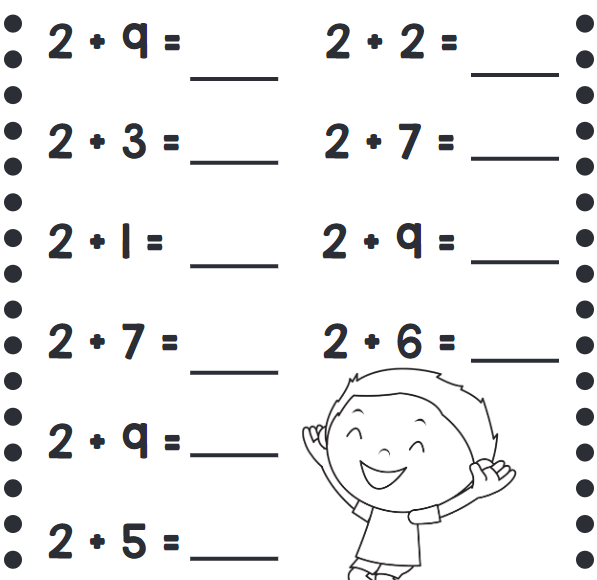 2 + 9 = ____ 2 + 2 = ____
2 + 3 = ____ 2 + 7 = ____
2 + 1 = ____ 2 + 9 = ____
2 + 7 = ____ 2 + 6 = ____
2 + 9 = ____
2 + 5 = ____